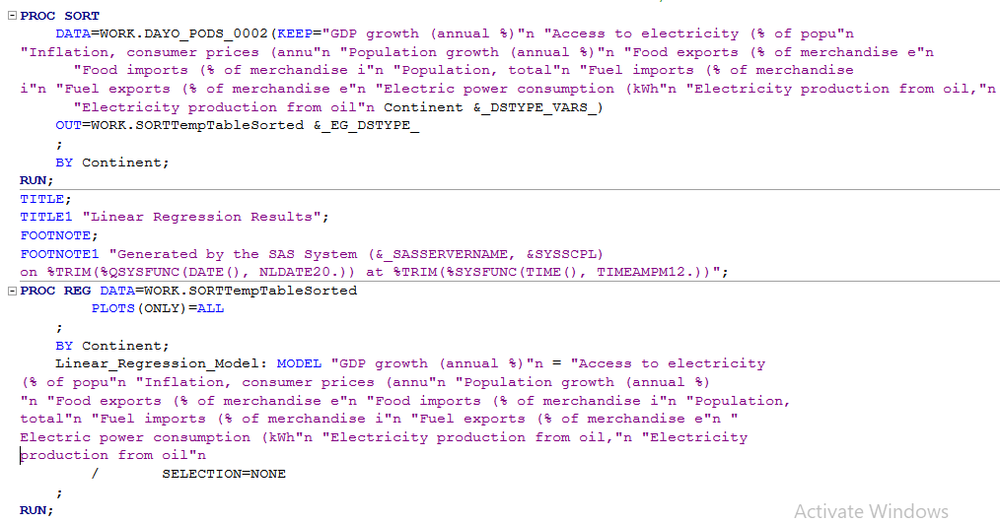 PROC SORT
DATA=WORK.DAYO_PODS_0002(KEEP="GDP growth (annual %)"n "Access to electricity (% of popu"n
"Inflation, consumer prices (annu"n "Population growth (annual %)"n "Food exports (% of merchandise e"n
"Food imports (% of merchandise i"n "Population, total"n "Fuel imports (% of merchandise
i"n "Fuel exports (% of merchandise e"n "Electric power consumption (kWh"n "Electricity production from oil,"n
"Electricity production from oil"n Continent &_DSTYPE_VARS_)
OUT=WORK.SORTTempTableSorted &_EG_DSTYPE_
;
BY Continent;
RUN;
TITLE;
TITLE1 "Linear Regression Results";
FOOTNOTE;
FOOTNOTE1 "Generated by the SAS System (&_SASSERVERNAME, &SYSSCPL)
on %TRIM(%QSYSFUNC(DATE(), NLDATE20.)) at %TRIM(%SYSFUNC(TIME(), TIMEAMPM12.))";
PROC REG DATA=WORK.SORTTempTableSorted
PLOTS(ONLY)=ALL
;
BY Continent;
Linear_Regression_Model: MODEL "GDP growth (annual %)"n = "Access to electricity
(% of popu"n "Inflation, consumer prices (annu"n "Population growth (annual %)
"n "Food exports (% of merchandise e"n "Food imports (% of merchandise i"n "Population,
total"n "Fuel imports (% of merchandise i"n "Fuel exports (% of merchandise e"n "
Electric power consumption (kWh"n "Electricity production from oil,"n "Electricity
production from oil"n
/ SELECTION=NONE
;
RUN;
Activate Windows